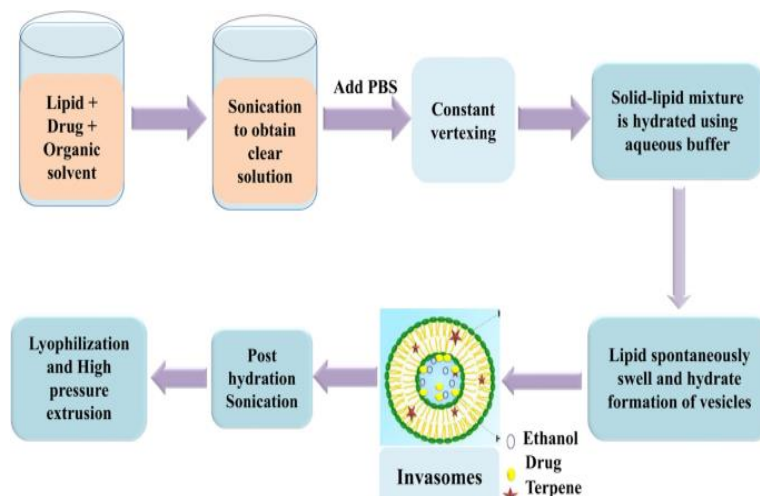 Lipid +
Drug +
Organic
solvent
Sonication
to obtain
clear
solution
Add PBS
Constant
vertexing
Solid-lipid mixture
is hydrated using
aqueous buffer
Lipid spontaneously
swell and hydrate
formation of vesicles
Invasomes
Ethanol
Drug
Terpene
Post
hydration
Sonication
Lyophilization
and High
pressure
extrusion